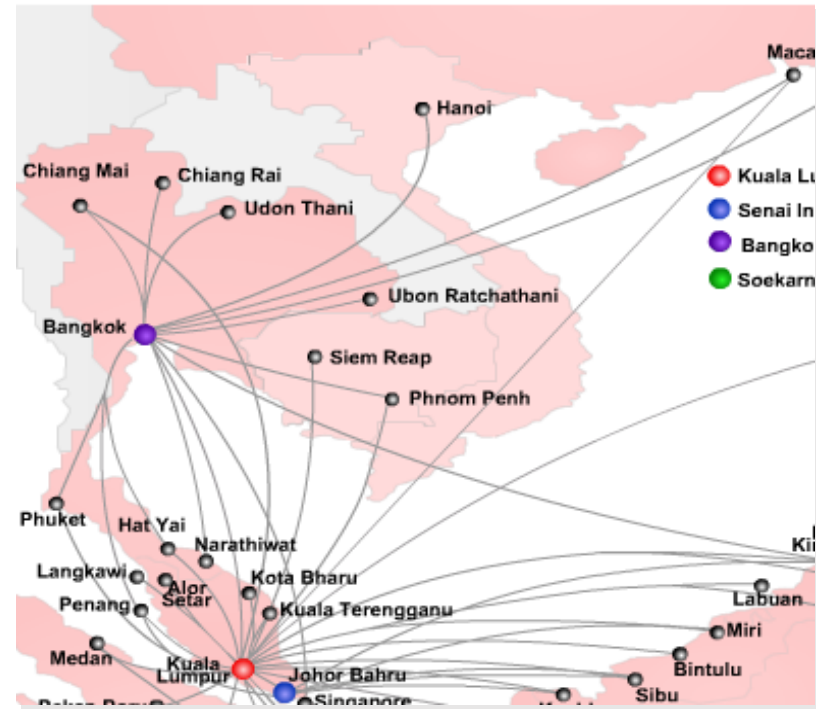 Maca
Hanoi
Chiang Mai
Chiang Rai
Udon Thani
Kuala Lu
Senai In
Bangko
Soekarn
Ubon Ratchathani
Bangkok
Siem Reap
Phnom Penh
Phuket
Hat Yai
Narathiwat
Kin
Langkawi
Alor
Setar
Kota Bharu
Labuan
Penang
Kuala Terengganu
Miri
Medan
Kuala
Lumpur
Johor Bahru
Bintulu
Singapore
Sibu